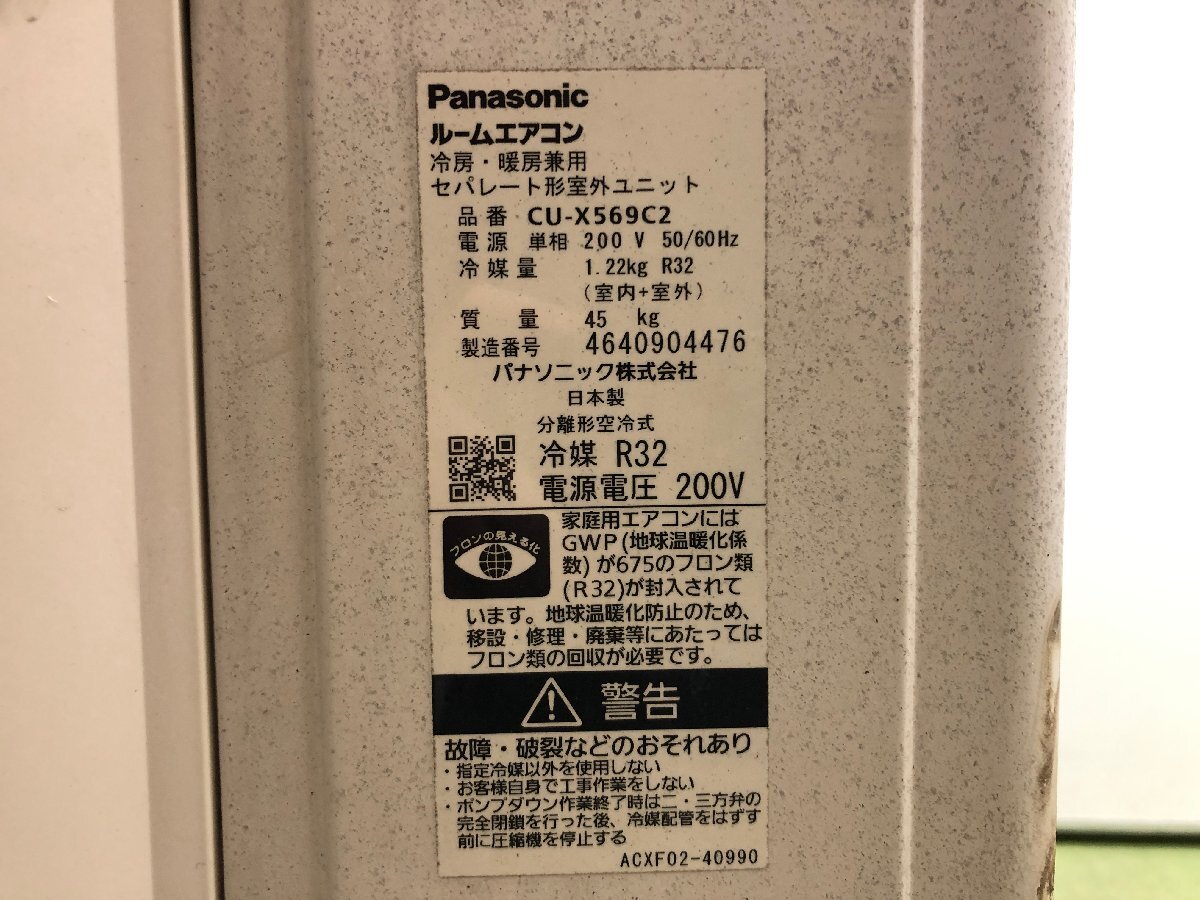 Panasonic
ルームエアコン
冷房・暖房兼用
セパレート形室外ユニット
品番 CU-X569C2
電源 単相 200 V 50/60Hz
冷媒量 1.22kg R32
(室内+室外)
質量 45 kg
製造番号 4640904476
パナソニック株式会社
日本製
分離形空冷式
冷媒 R32
電源電圧 200V
フロンの見える化
家庭用エアコンには
GWP(地球温暖化係
数)が675のフロン類
(R32)が封入されて
います。地球温暖化防止のため、
移設・修理・廃棄等にあたっては
フロン類の回収が必要です。
警告
故障・破裂などのおそれあり
・指定冷媒以外を使用しない
・お客様自身で工事作業をしない
・ポンプダウン作業終了時は二・三方弁の
完全閉鎖を行った後、冷媒配管をはずす
前に圧縮機を停止する
ACXF02-40990